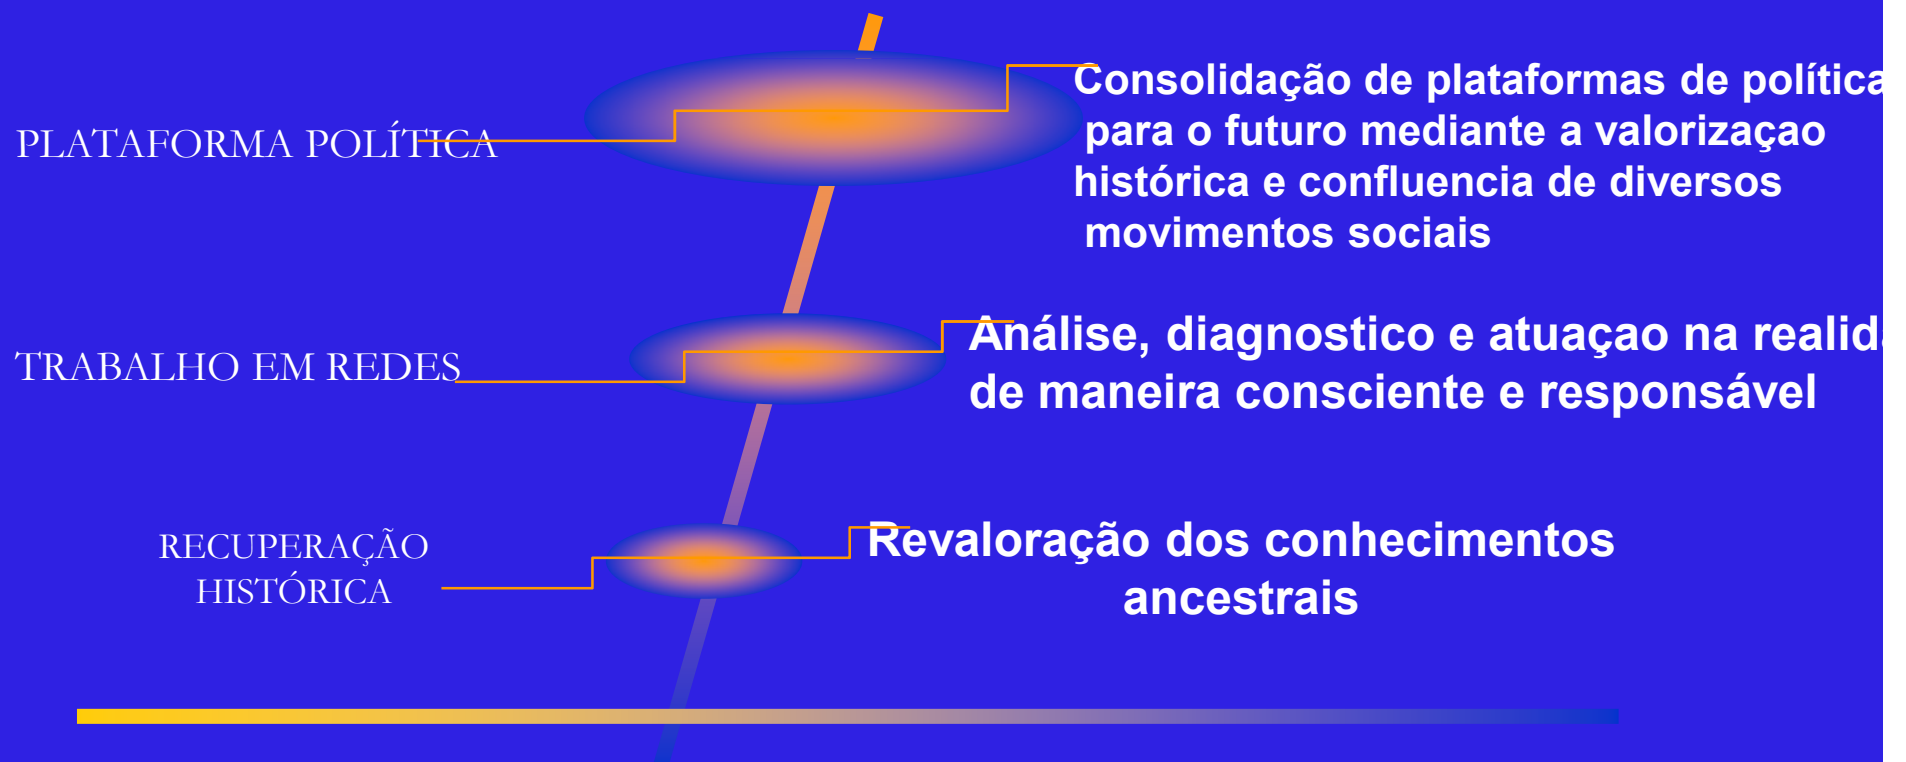 PLATAFORMA POLÍTICA
Consolidação de plataformas de política
para o futuro mediante a valorizaçao
histórica e confluencia de diversos
movimentos sociais
TRABALHO EM REDES
Análise, diagnostico e atuaçao na
de maneira consciente e responsável
RECUPERAÇÃO
HISTÓRICA
Revaloração dos conhecimentos
ancestrais